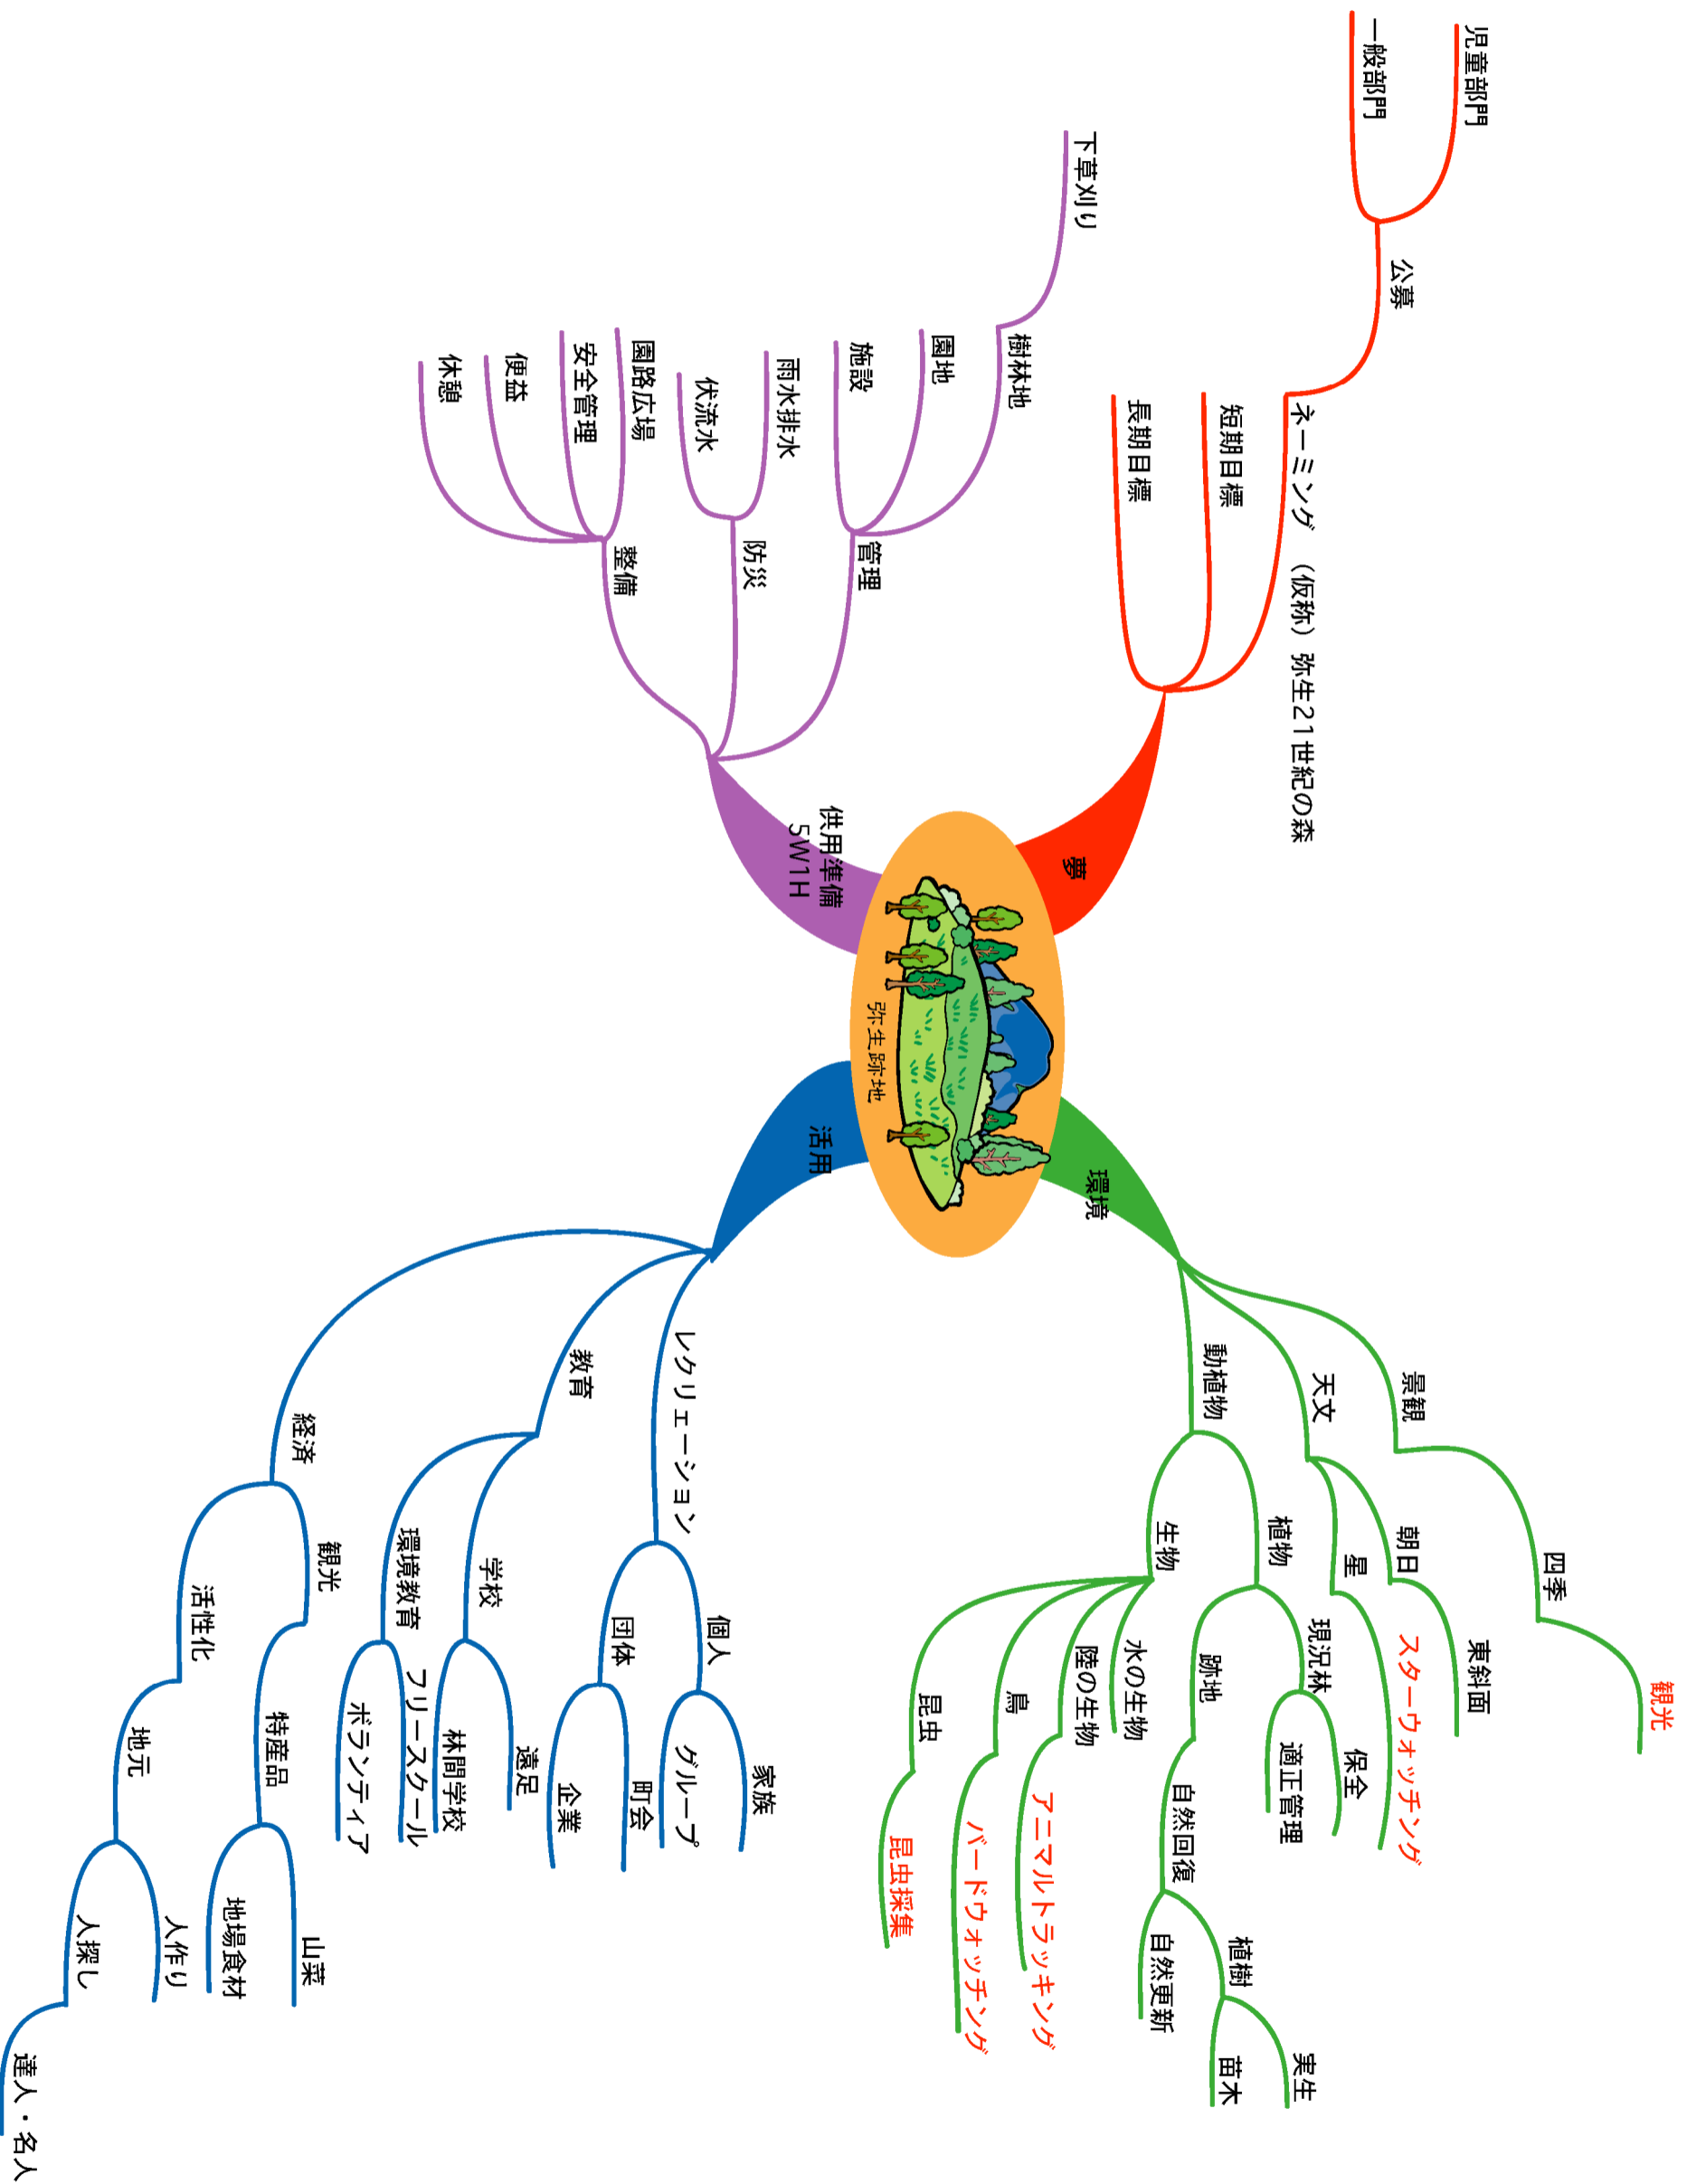 弥生跡地
夢
ネーミング （仮称）弥生21世紀の森
公募
児童部門
一般部門
短期目標
長期目標
供用準備
5W1H
管理
樹林地
下草刈り
園地
施設
防災
雨水排水
伏流水
整備
園路広場
安全管理
便益
休憩
環境
景観
四季
観光
天文
朝日
東斜面
星
スターウォッチング
動植物
植物
現況林
保全
適正管理
跡地
自然回復
植樹
実生
苗木
自然更新
生物
水の生物
陸の生物
アニマルトラッキング
鳥
バードウォッチング
昆虫
昆虫採集
活用
レクリェーション
個人
家族
グループ
団体
町会
企業
教育
学校
遠足
林間学校
環境教育
フリースクール
ボランティア
経済
観光
特産品
山菜
地場食材
活性化
地元
人作り
人探し
達人・名人